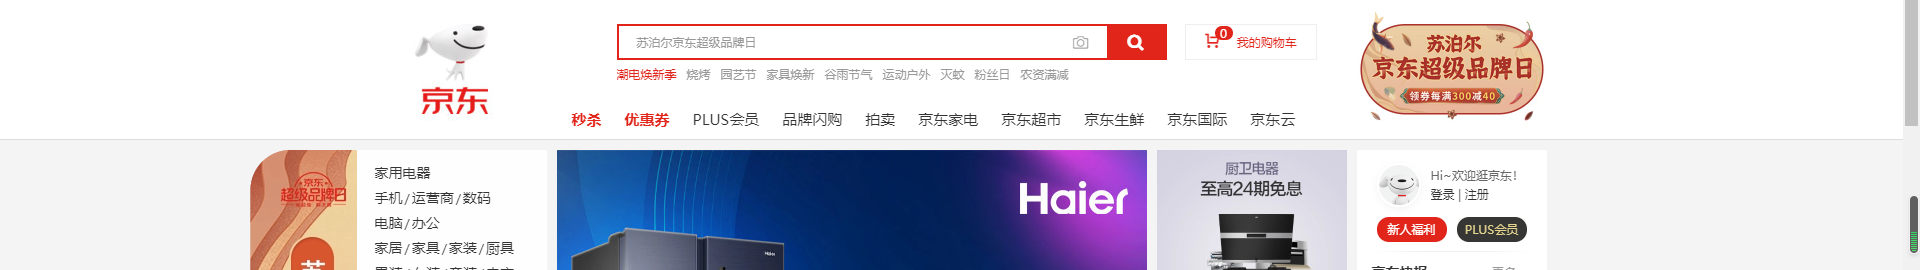 京东
苏泊尔京东超级品牌日
0
我的购物车
潮电焕新季 烧烤 园艺节 家具焕新 谷雨节气 运动户外 灭蚊 粉丝日 农资满减
苏泊尔
京东超级品牌日
领券每满300减40
秒杀 优惠券 PLUS会员 品牌闪购 拍卖 京东家电 京东超市 京东生鲜 京东国际 京东云
京东
超级品牌日
家用电器
手机/运营商/数码
电脑/办公
家居/家具/家装/厨具
Haier
Haier
厨卫电器
至高24期免息
Hi~欢迎逛京东!
登录 | 注册
新人福利 PLUS会员